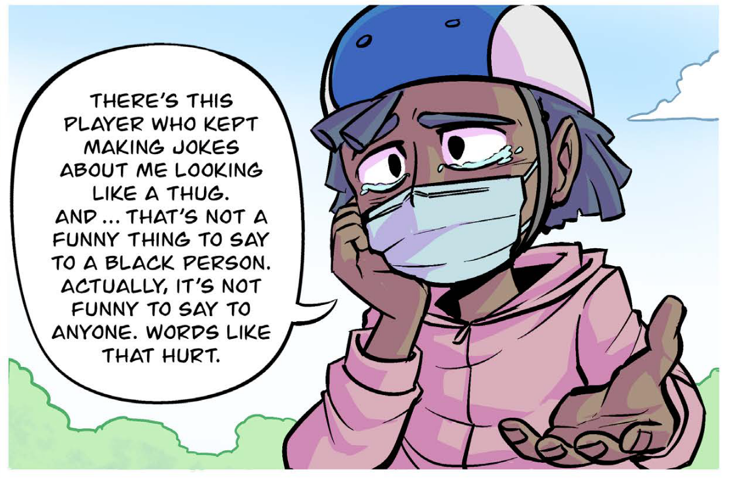 THERE'S THIS
PLAYER WHO KEPT
MAKING JOKES
ABOUT ME LOOKING
LIKE A THUG.
AND ... THAT'S NOT A
FUNNY THING TO SAY
TO A BLACK PERSON.
ACTUALLY, IT'S NOT
FUNNY TO SAY TO
ANYONE. WORDS LIKE
THAT HURT.